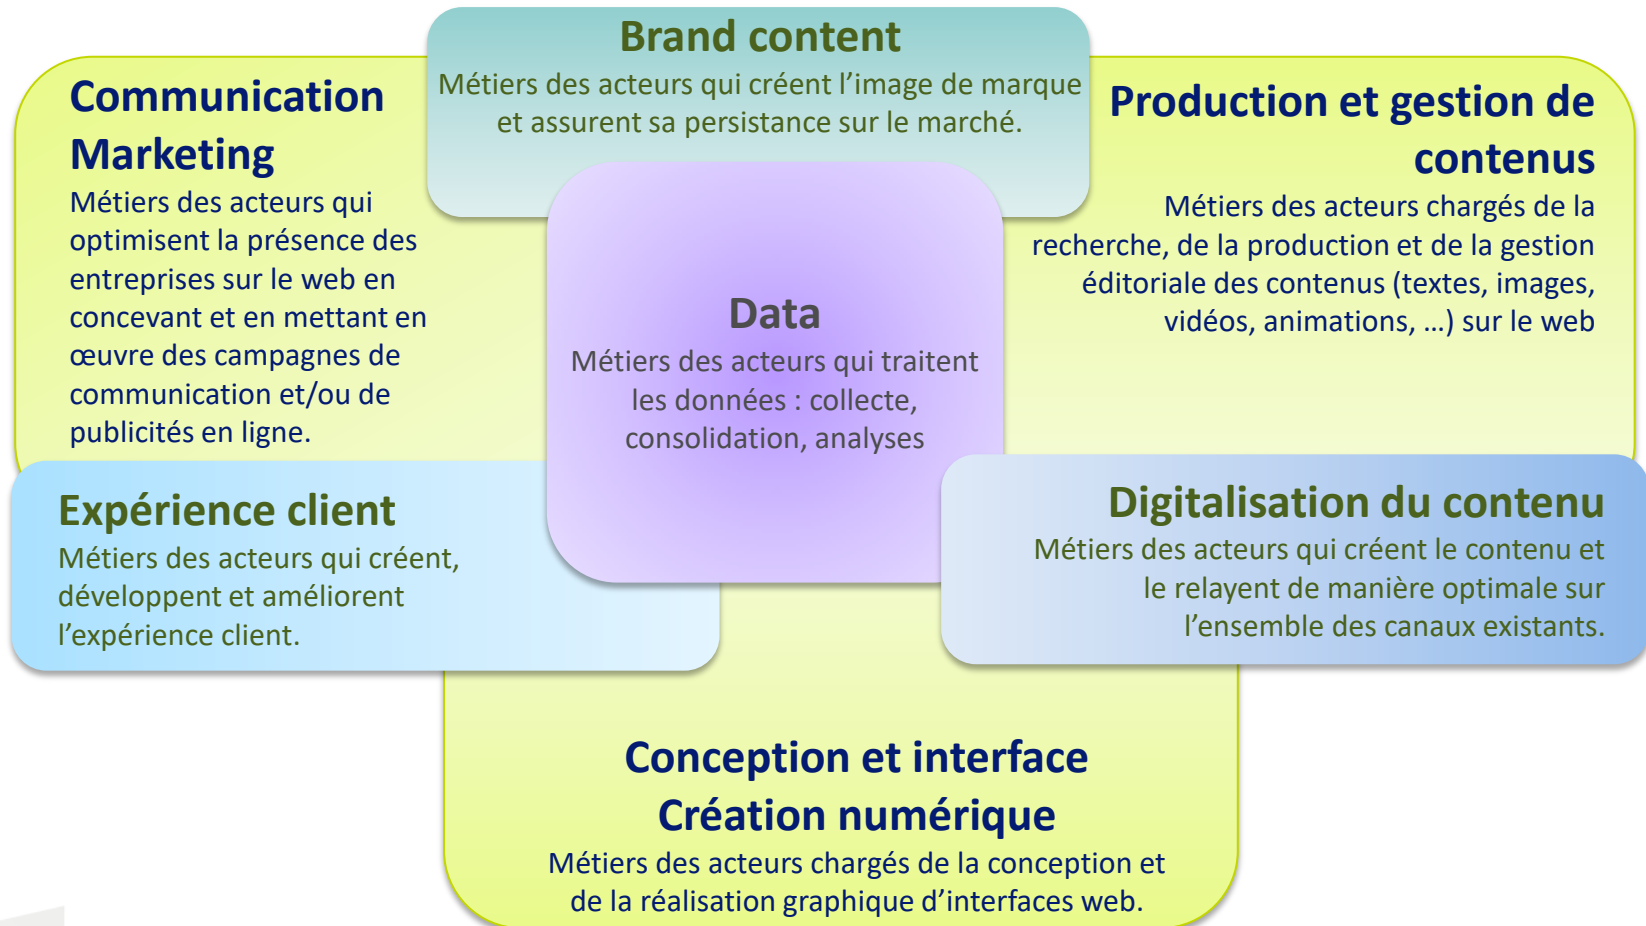 Brand content
Métiers des acteurs qui créent l’image de marque
et assurent sa persistance sur le marché.
Communication
Marketing
Métiers des acteurs qui
optimisent la présence des
entreprises sur le web en
concevant et en mettant en
œuvre des campagnes de
communication et/ou de
publicités en ligne.
Production et gestion de
contenus
Métiers des acteurs chargés de la
recherche, de la production et de la gestion
éditoriale des contenus (textes, images,
vidéos, animations, …) sur le web
Data
Métiers des acteurs qui traitent
les données : collecte,
consolidation, analyses
Expérience client
Métiers des acteurs qui créent,
développent et améliorent
l’expérience client.
Digitalisation du contenu
Métiers des acteurs qui créent le contenu et
le relayent de manière optimale sur
l’ensemble des canaux existants.
Conception et interface
Création numérique
Métiers des acteurs chargés de la conception et
de la réalisation graphique d’interfaces web.